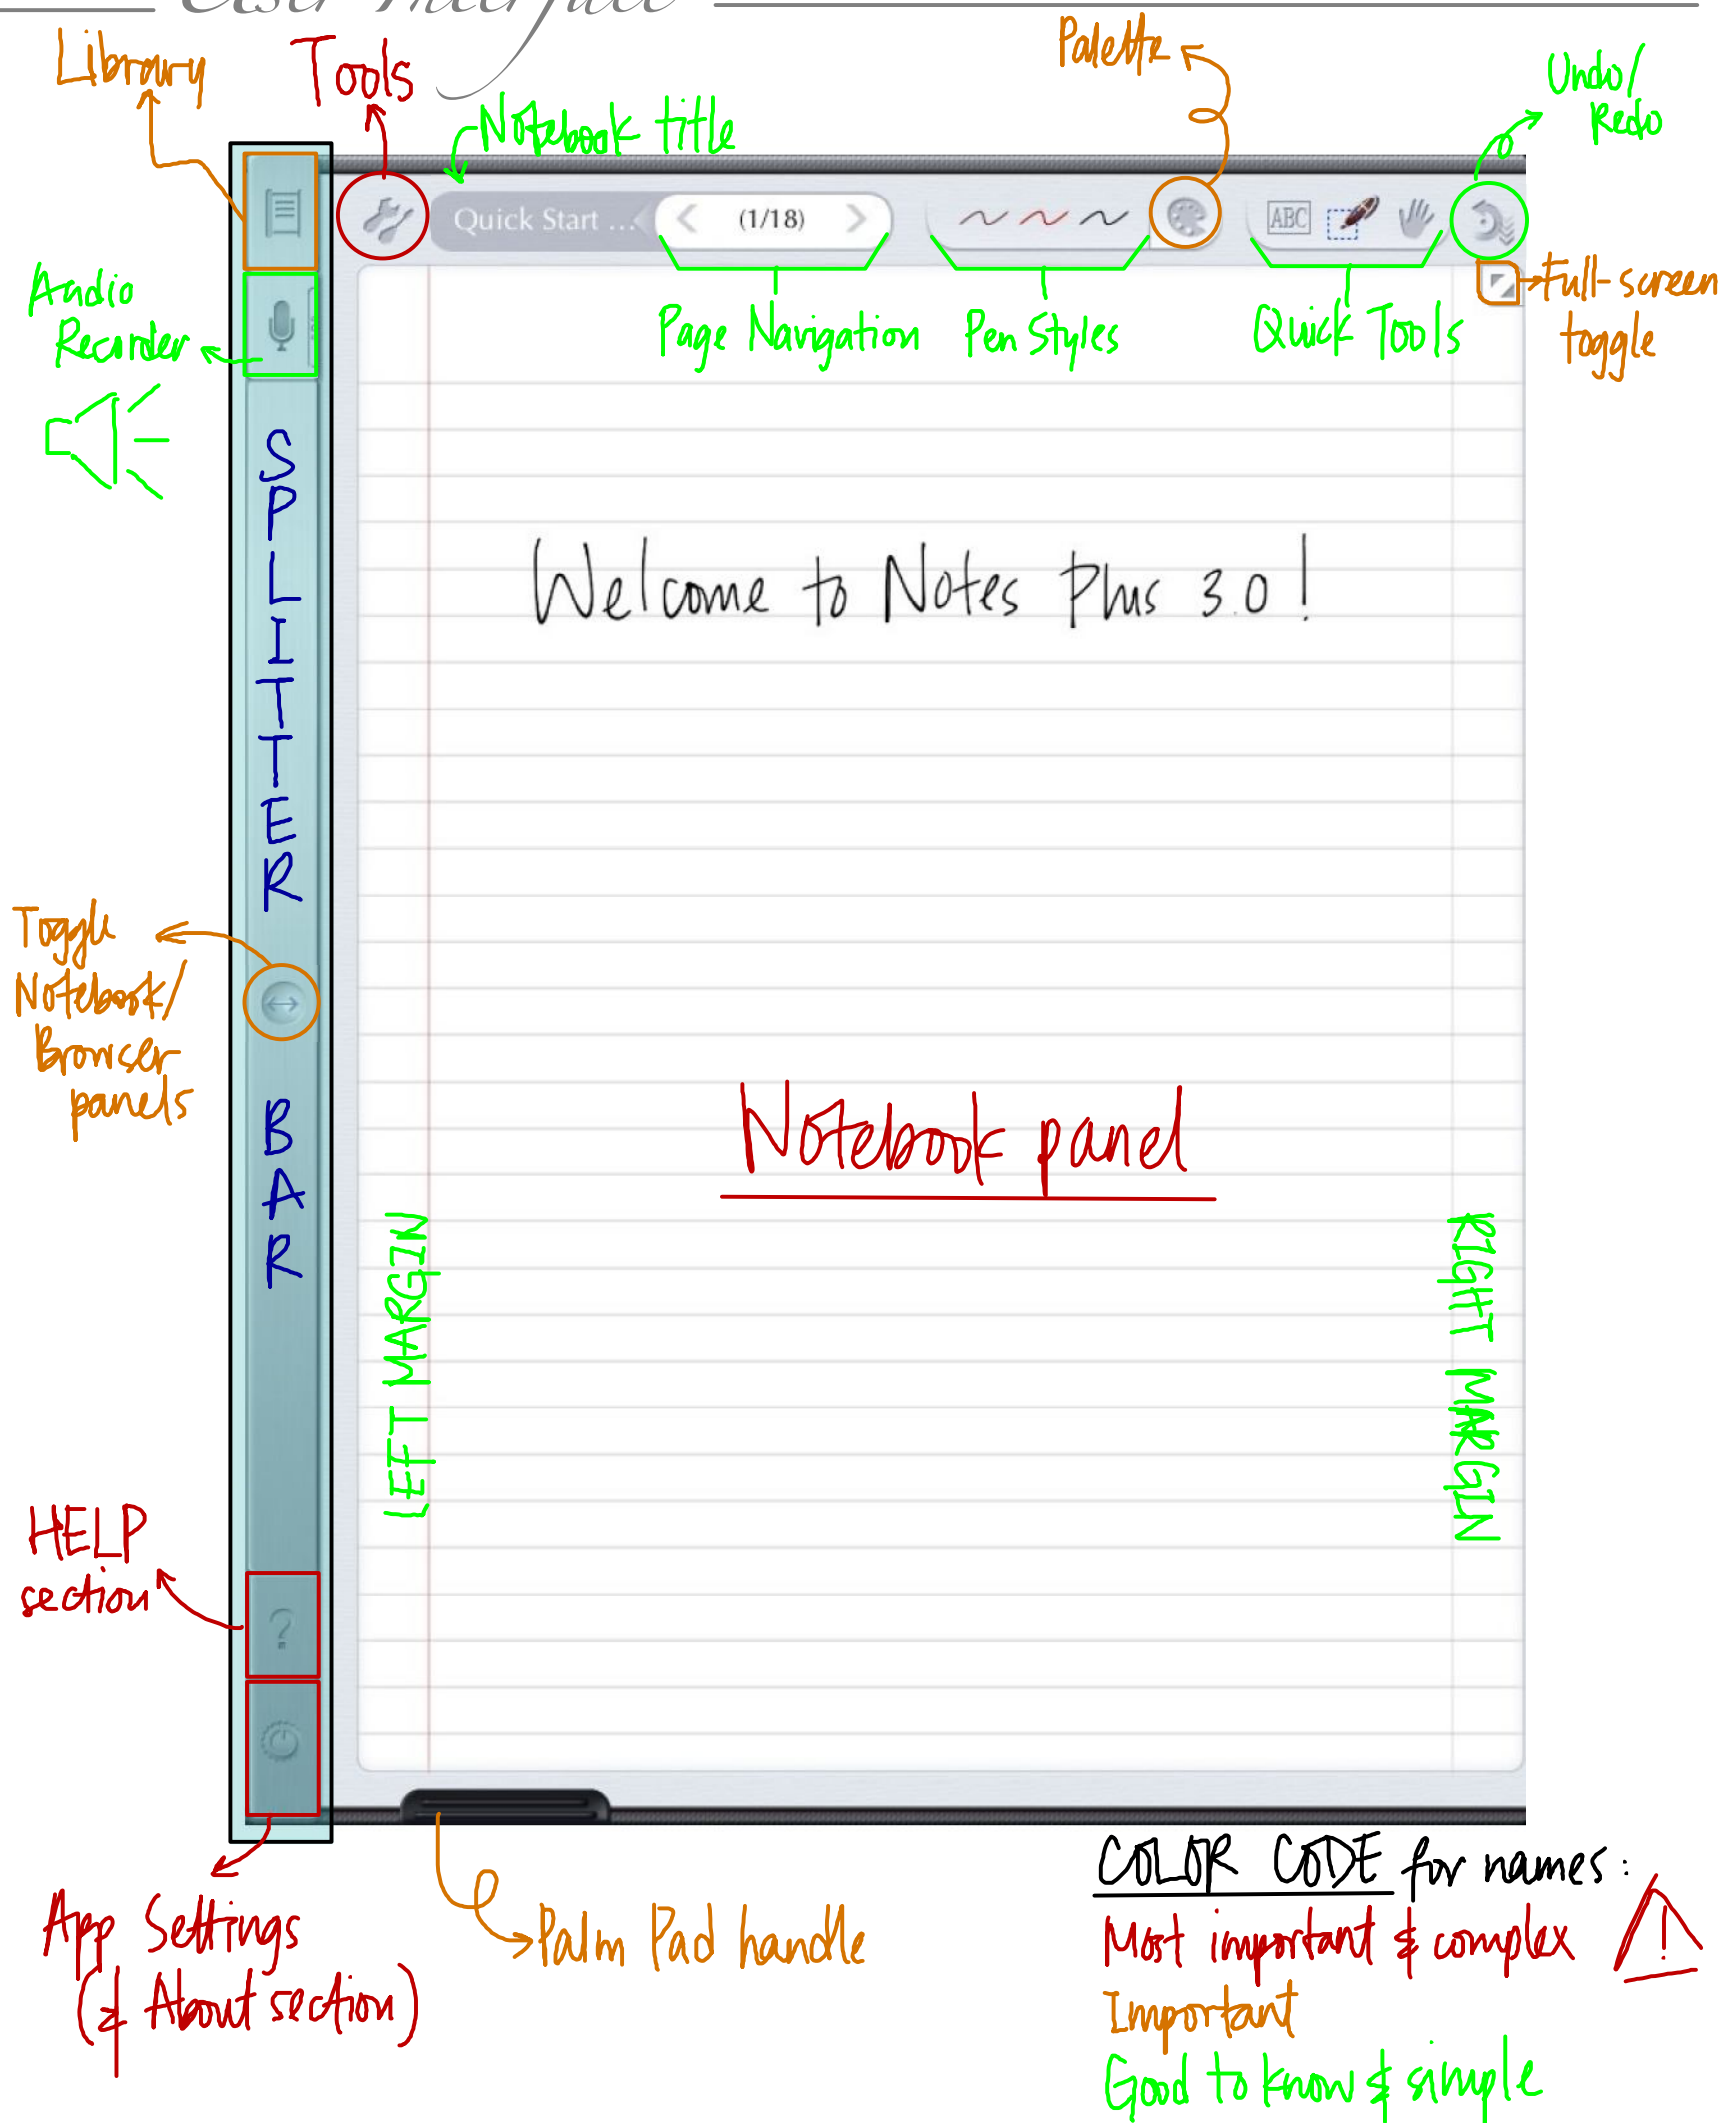 User Interface
Library
Tools
Palette
Undo/
Redo
Notebook title
Quick Start ...
(1/18)
ABC
Audio
Recorder
Page Navigation
Pen Styles
Quick Tools
Full-screen
toggle
SPLITTER BAR
Welcome to Notes Plus 3.0!
Toggle
Notebook/
Browser
panels
Notebook panel
LEFT MARGIN
RIGHT MARGIN
HELP
section
?
App Settings
(& About section)
Palm Pad handle
COLOR CODE for names:
Most important & complex
!
Important
Good to know & simple